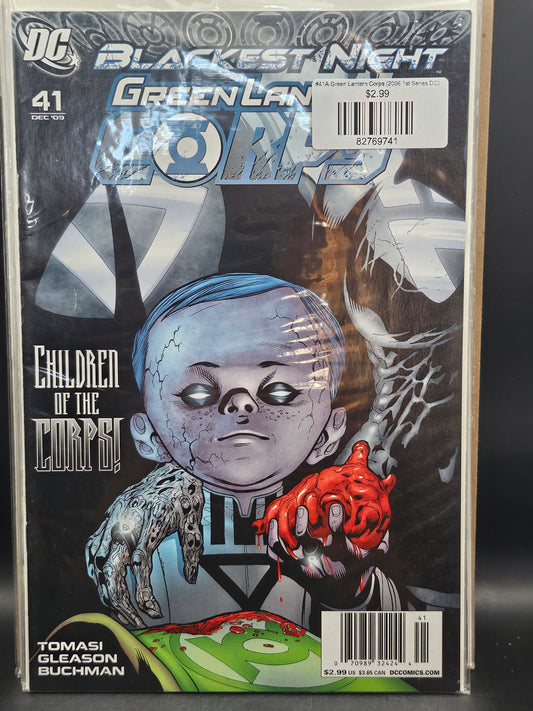 DC
BLACKEST NIGHT
GREEN LAN
CORPS
41
DEC '09
#41A Green Lantern Corps (2006 1st Series DC)
$2.99
82769741
CHILDREN
OF THE
CORPS!
TOMASI
GLEASON
BUCHMAN
41
0 70989 32424 4
$2.99 US $3.65 CAN DCCOMICS.COM